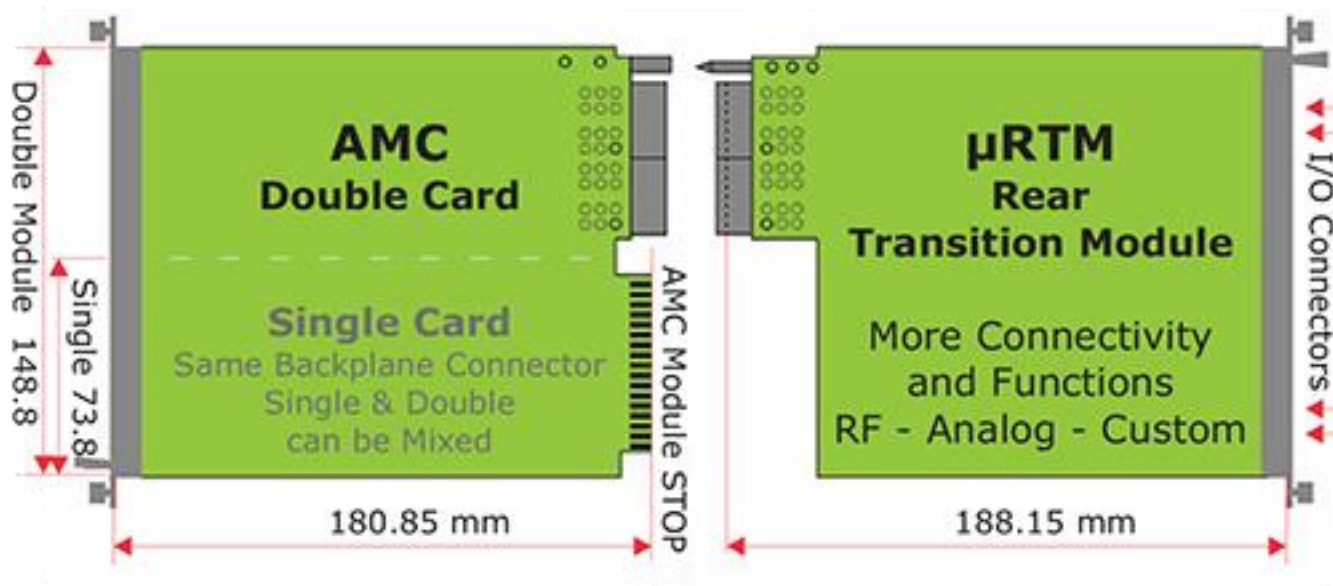 Double Module 148.8
Single 73.8
AMC
Double Card
Single Card
Same Backplane Connector
Single & Double
can be Mixed
180.85 mm
AMC Module STOP
µRTM
Rear
Transition Module
More Connectivity
and Functions
RF - Analog - Custom
188.15 mm
I/O Connectors